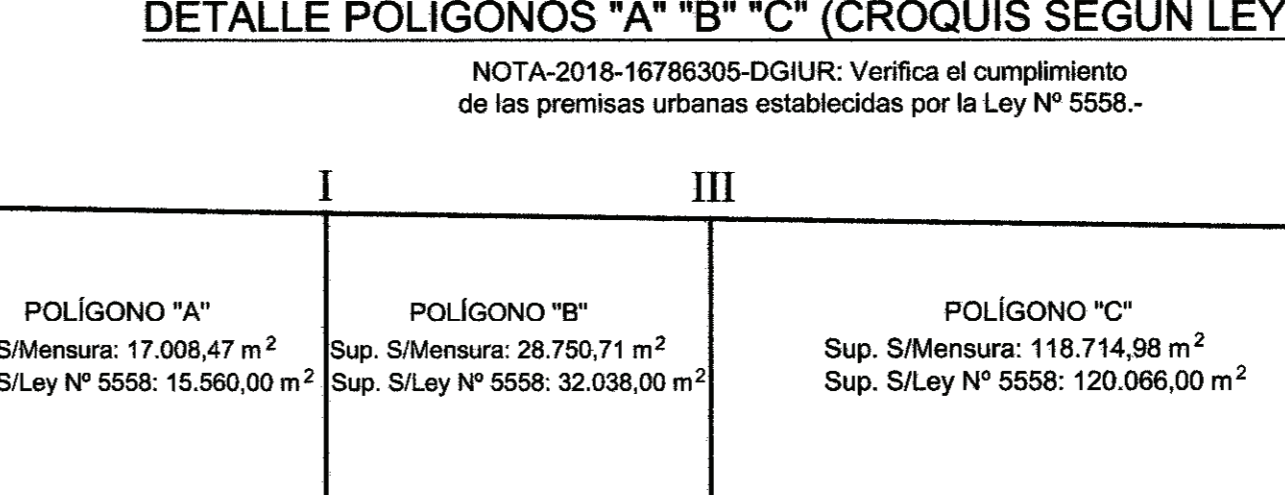 DETALLE POLIGONOS "A" "B" "C" (CROQUIS SEGUN LEY
NOTA-2018-16786305-DGIUR: Verifica el cumplimiento
de las premisas urbanas establecidas por la Ley Nº 5558.-
I
III
POLÍGONO "A"
S/Mensura: 17.008,47 m²
S/Ley Nº 5558: 15.560,00 m²
POLÍGONO "B"
Sup. S/Mensura: 28.750,71 m²
Sup. S/Ley Nº 5558: 32.038,00 m²
POLÍGONO "C"
Sup. S/Mensura: 118.714,98 m²
Sup. S/Ley Nº 5558: 120.066,00 m²